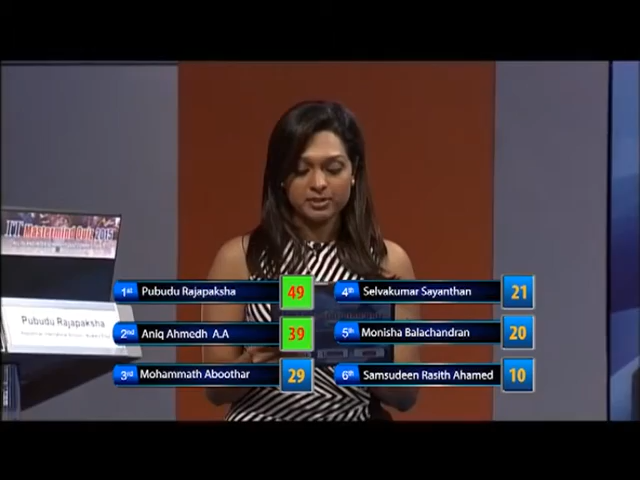 IT Mastermind Quiz 2015
Pubudu Rajapaksha
1st Pubudu Rajapaksha 49
2nd Aniq Ahmedh A.A 39
3rd Mohammath Aboothar 29
4th Selvakumar Sayanthan 21
5th Monisha Balachandran 20
6th Samsudeen Rasith Ahamed 10